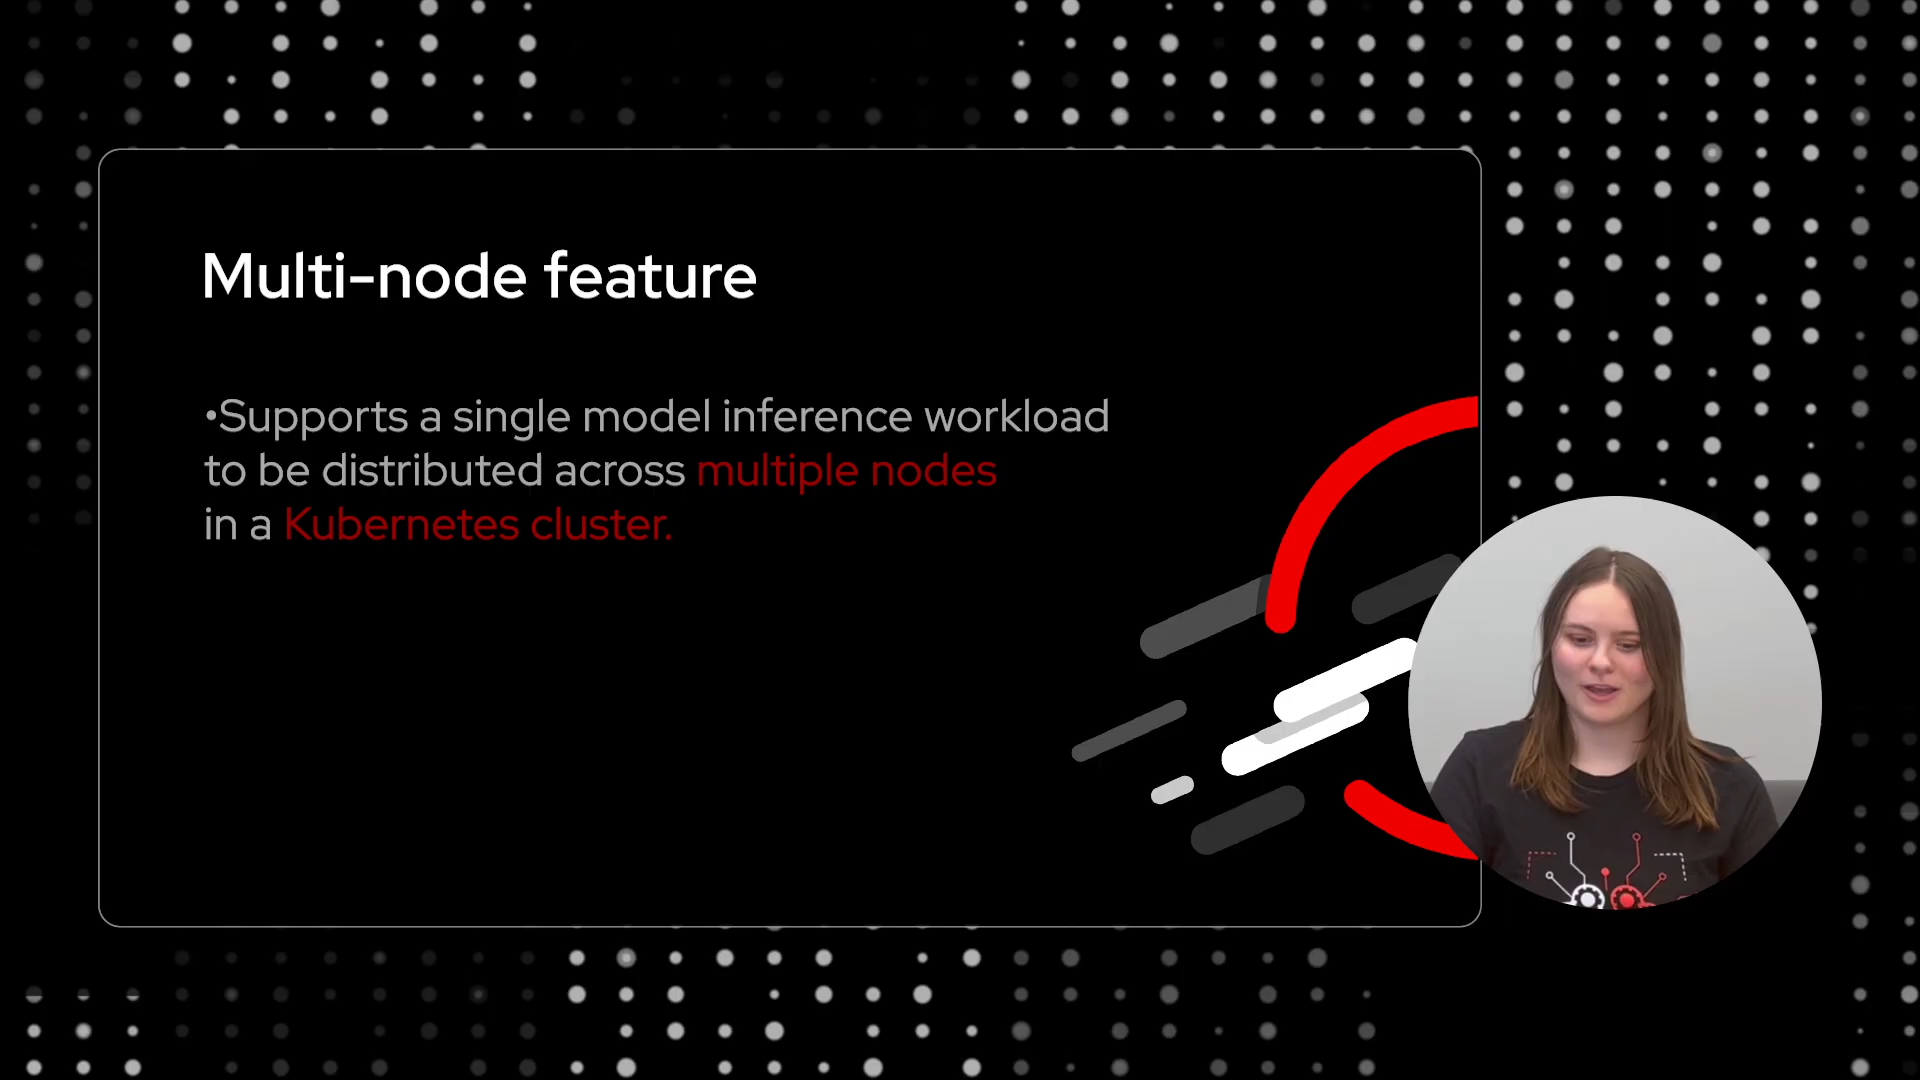 Multi-node feature
•Supports a single model inference workload
to be distributed across multiple nodes
in a Kubernetes cluster.